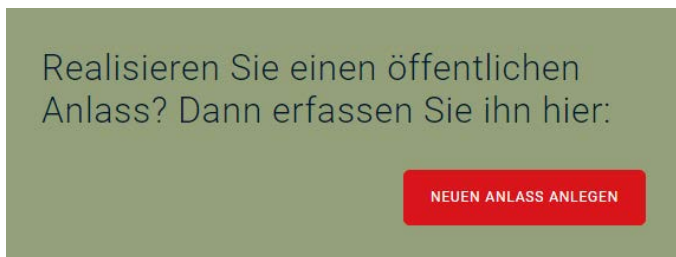 Realisieren Sie einen öffentlichen
Anlass? Dann erfassen Sie ihn hier:
NEUEN ANLASS ANLEGEN